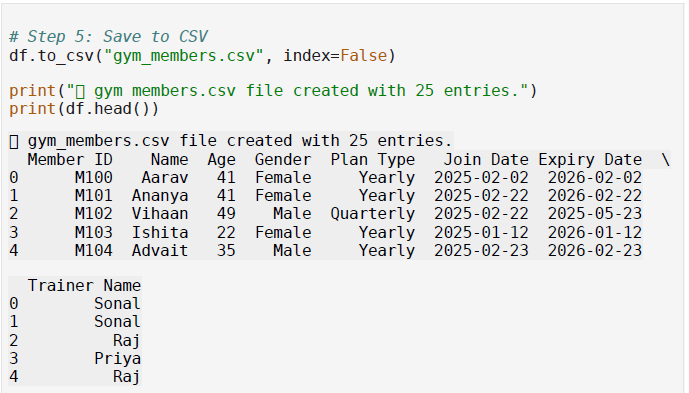 # Step 5: Save to CSV
df.to_csv("gym_members.csv", index=False)
print("▯ gym members.csv file created with 25 entries.")
print(df.head())
▯ gym_members.csv file created with 25 entries.
  Member ID    Name  Age  Gender  Plan Type   Join Date Expiry Date  \
0      M100   Aarav   41  Female     Yearly  2025-02-02  2026-02-02
1      M101  Ananya   41  Female     Yearly  2025-02-22  2026-02-22
2      M102  Vihaan   49    Male  Quarterly  2025-02-22  2025-05-23
3      M103  Ishita   22  Female     Yearly  2025-01-12  2026-01-12
4      M104  Advait   35    Male     Yearly  2025-02-23  2026-02-23
  Trainer Name
0        Sonal
1        Sonal
2          Raj
3        Priya
4          Raj